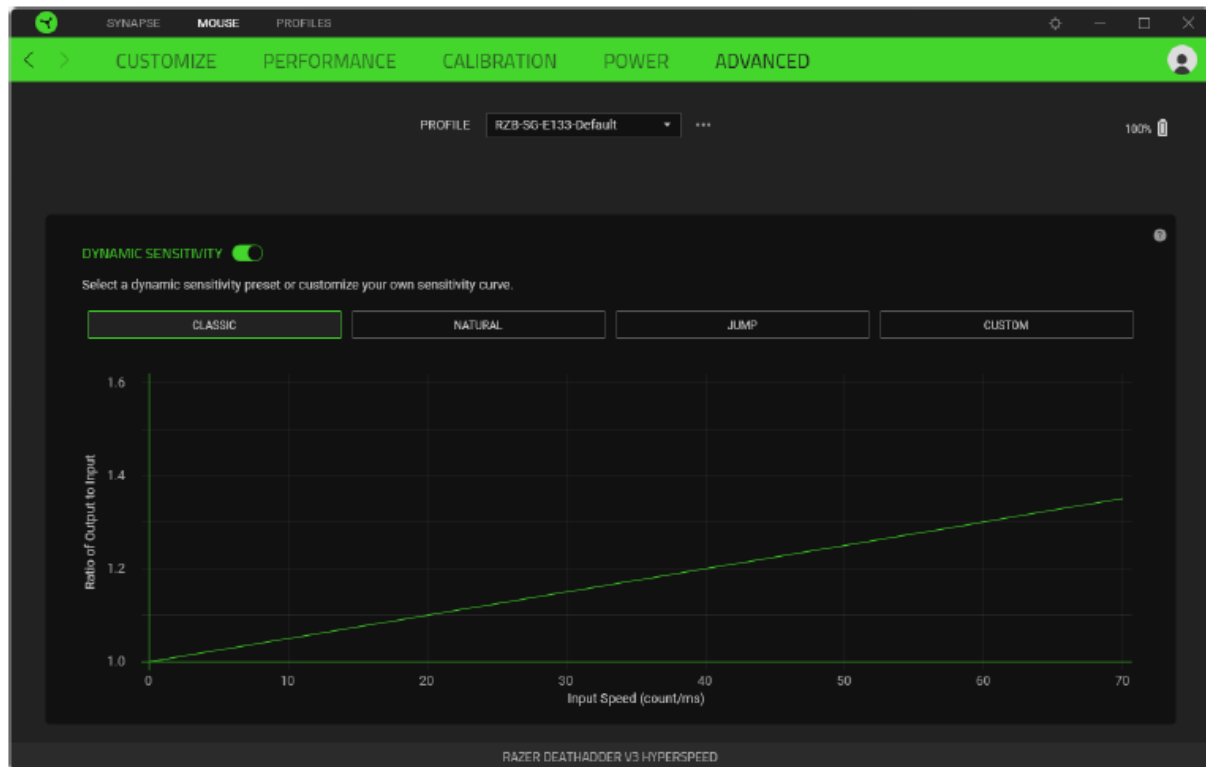 SYNAPSE MOUSE PROFILES
CUSTOMIZE PERFORMANCE CALIBRATION POWER ADVANCED
PROFILE RZB-SG-E133-Default
100%
DYNAMIC SENSITIVITY
Select a dynamic sensitivity preset or customize your own sensitivity curve.
CLASSIC NATURAL JUMP CUSTOM
Ratio of Output to Input
1.6
1.4
1.2
1.0
0 10 20 30 40 50 60 70
Input Speed (count/ms)
RAZER DEATHADDER V3 HYPERSPEED